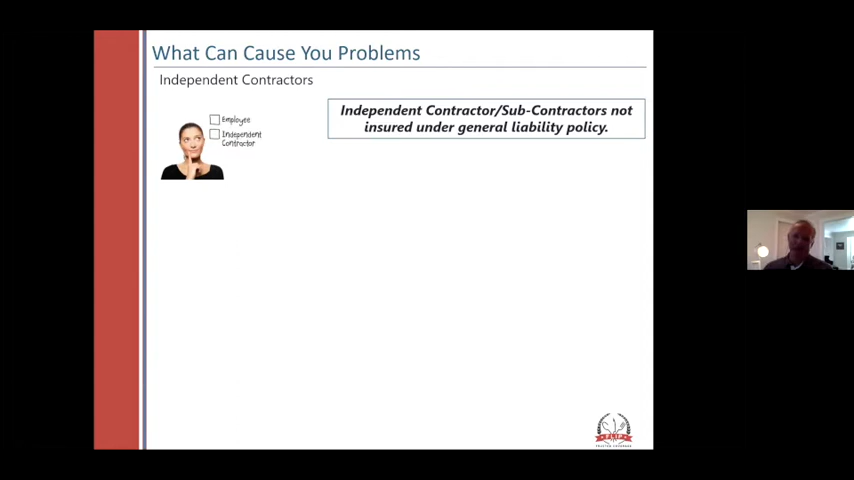 What Can Cause You Problems
Independent Contractors
Employee
Independent
Contractor
Independent Contractor/Sub-Contractors not
insured under general liability policy.
FLIP